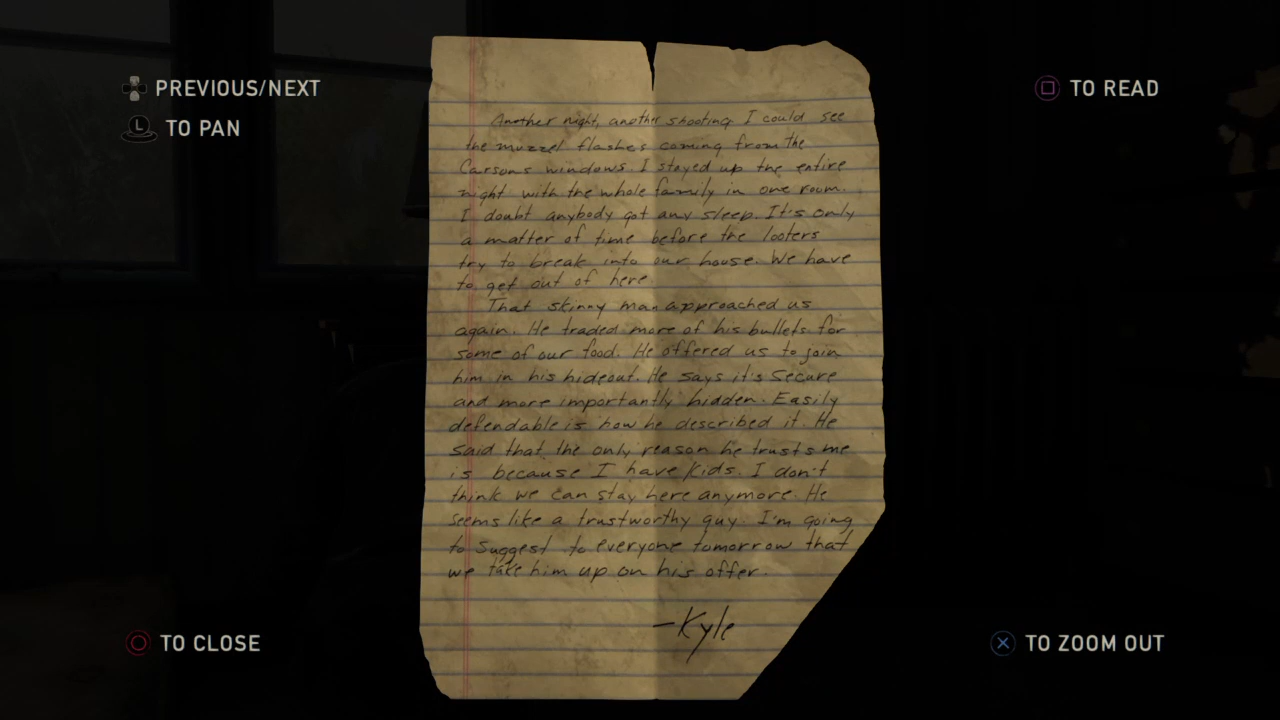 PREVIOUS/NEXT
L TO PAN
TO READ
Another night, another shooting. I could see
the muzzel flashes coming from the
Carsons windows. I stayed up the entire
night with the whole family in one room.
I doubt anybody got any sleep. It's only
a matter of time before the looters
try to break into our house. We have
to get out of here.
That skinny man approached us
again. He traded more of his bullets for
some of our food. He offered us to join
him in his hideout. He says it's secure
and more importantly hidden. Easily
defendable is how he described it. He
said that the only reason he trusts me
is because I have kids. I don't
think we can stay here anymore. He
seems like a trustworthy guy. I'm going
to suggest to everyone tomorrow that
we take him up on his offer.
-Kyle
TO CLOSE
TO ZOOM OUT